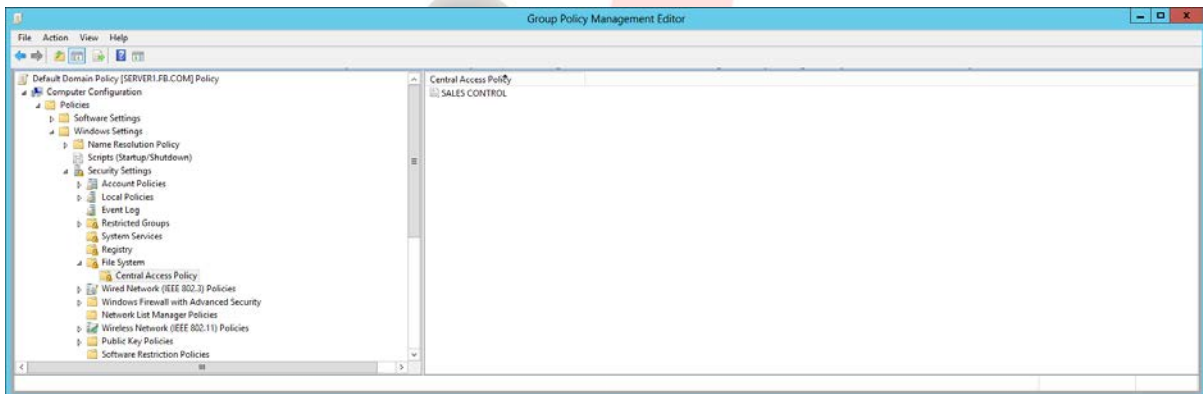 Group Policy Management Editor
File Action View Help
Default Domain Policy [SERVER1.FB.COM] Policy
Computer Configuration
Policies
Software Settings
Windows Settings
Name Resolution Policy
Scripts (Startup/Shutdown)
Security Settings
Account Policies
Local Policies
Event Log
Restricted Groups
System Services
Registry
File System
Central Access Policy
Wired Network (IEEE 802.3) Policies
Windows Firewall with Advanced Security
Network List Manager Policies
Wireless Network (IEEE 802.11) Policies
Public Key Policies
Software Restriction Policies
Central Access Policy
SALES CONTROL